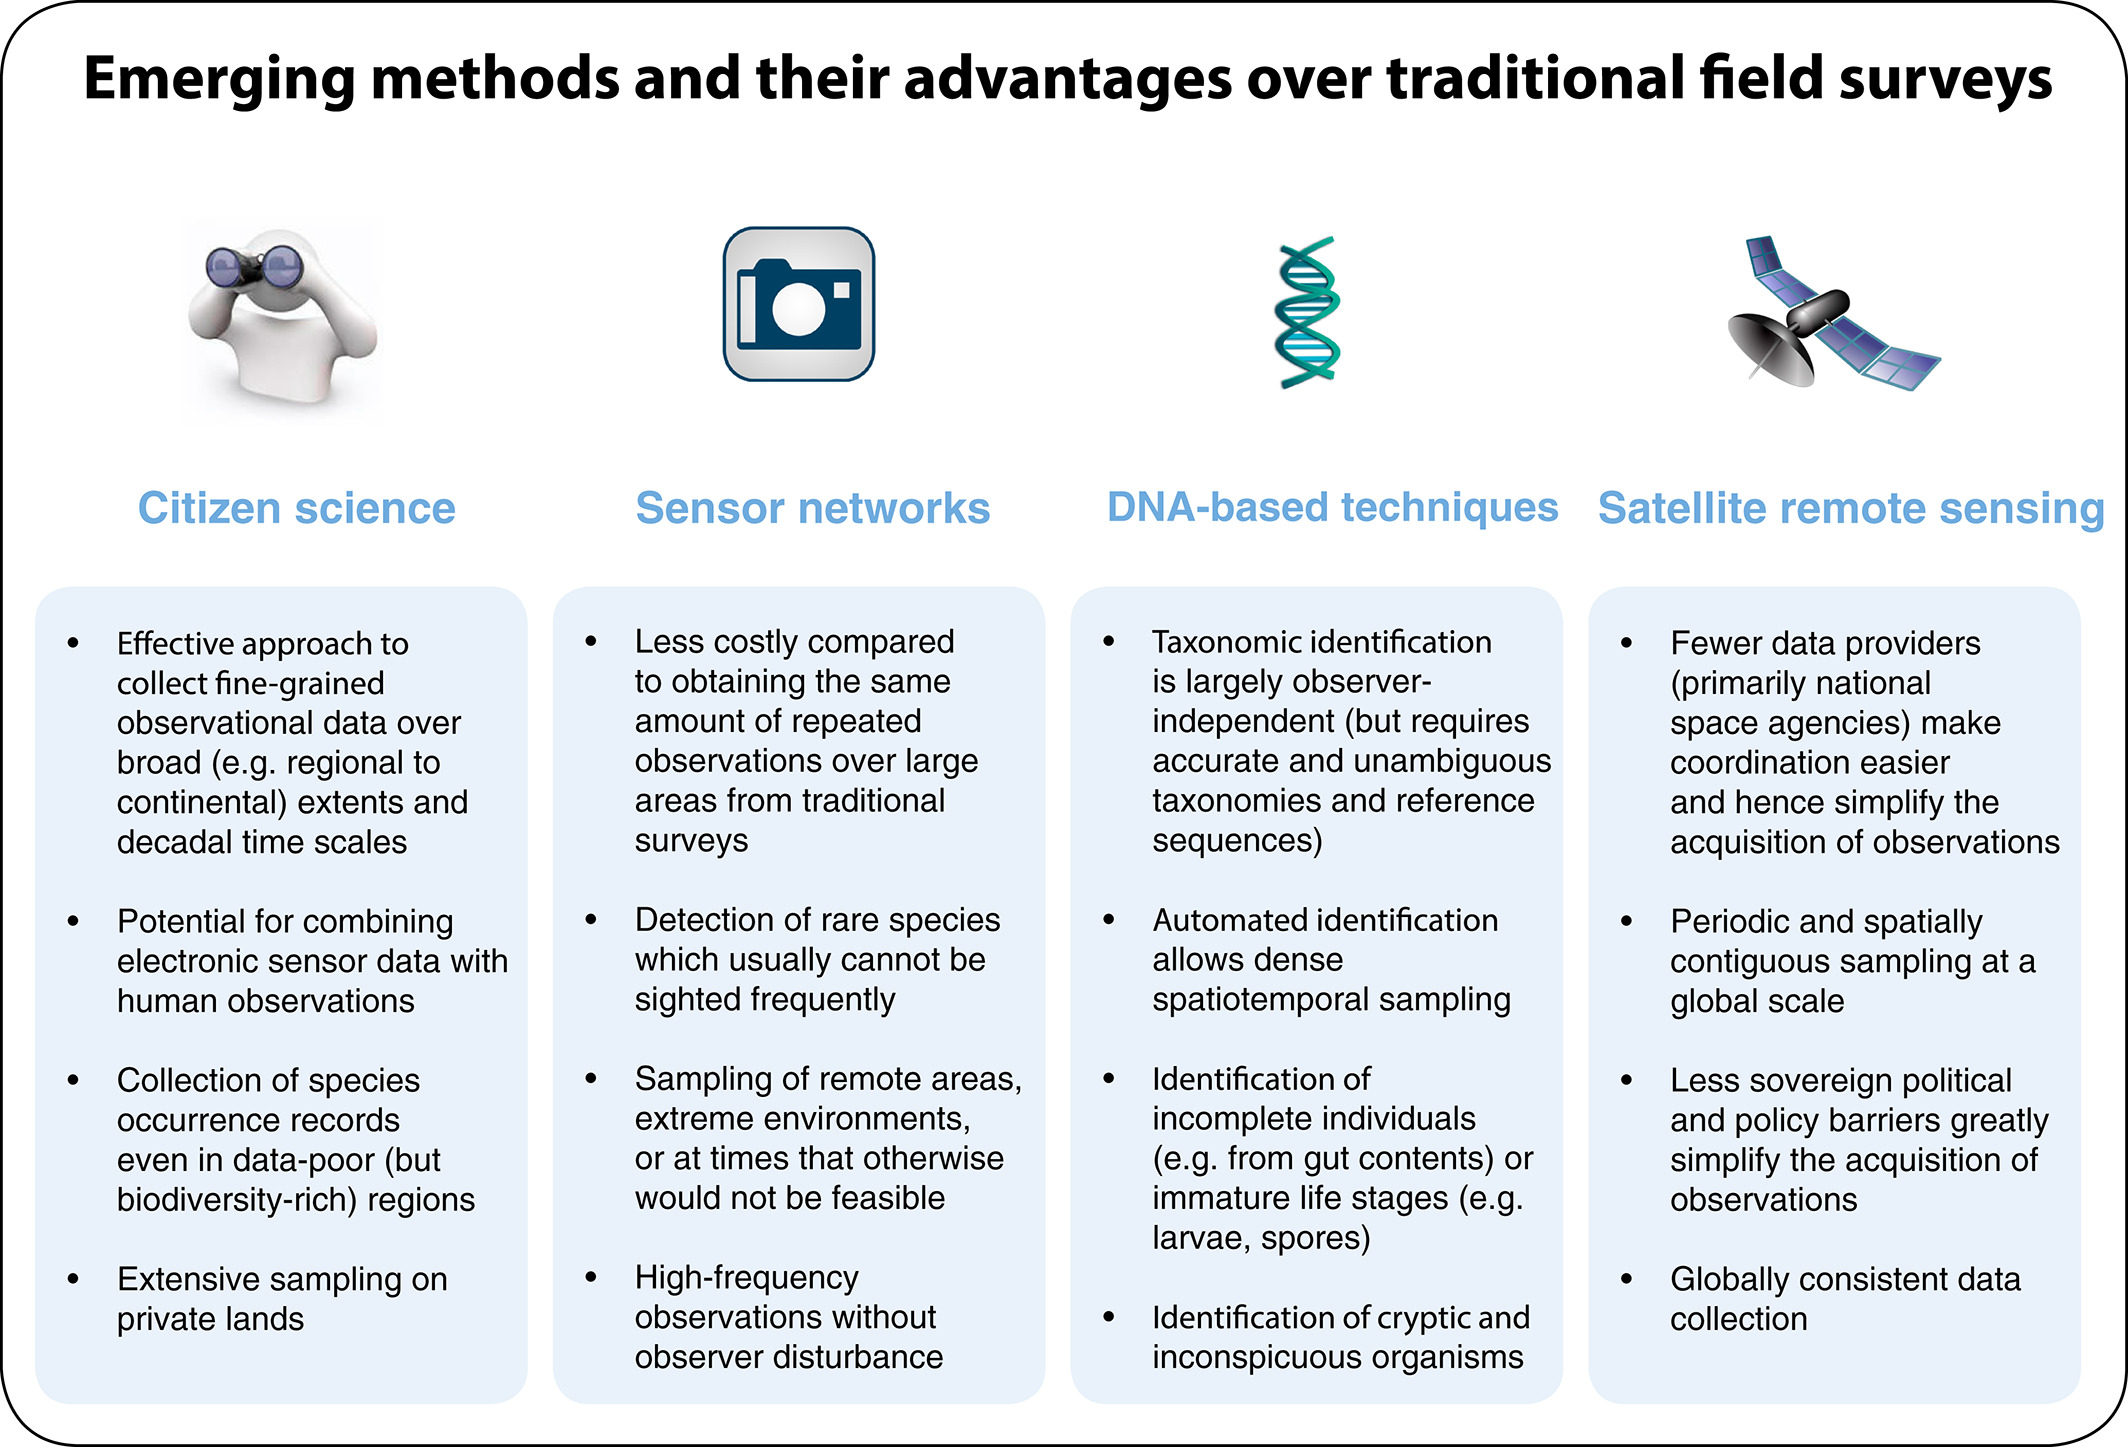 Emerging methods and their advantages over traditional field surveys
Citizen science
• Effective approach to
collect fine-grained
observational data over
broad (e.g. regional to
continental) extents and
decadal time scales
• Potential for combining
electronic sensor data with
human observations
• Collection of species
occurrence records
even in data-poor (but
biodiversity-rich) regions
• Extensive sampling on
private lands
Sensor networks
• Less costly compared
to obtaining the same
amount of repeated
observations over large
areas from traditional
surveys
• Detection of rare species
which usually cannot be
sighted frequently
• Sampling of remote areas,
extreme environments,
or at times that otherwise
would not be feasible
• High-frequency
observations without
observer disturbance
DNA-based techniques
• Taxonomic identification
is largely observer-
independent (but requires
accurate and unambiguous
taxonomies and reference
sequences)
• Automated identification
allows dense
spatiotemporal sampling
• Identification of
incomplete individuals
(e.g. from gut contents) or
immature life stages (e.g.
larvae, spores)
• Identification of cryptic and
inconspicuous organisms
Satellite remote sensing
• Fewer data providers
(primarily national
space agencies) make
coordination easier
and hence simplify the
acquisition of observations
• Periodic and spatially
contiguous sampling at a
global scale
• Less sovereign political
and policy barriers greatly
simplify the acquisition of
observations
• Globally consistent data
collection